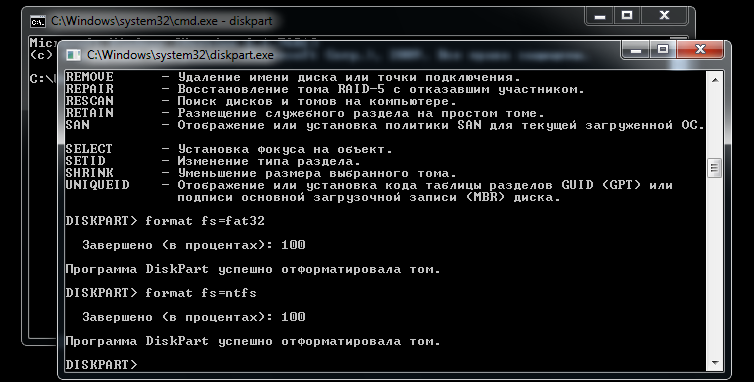 C:\Windows\system32\cmd.exe - diskpart
C:\Windows\system32\diskpart.exe
(c)
C:\
REMOVE - Удаление имени диска или точки подключения.
REPAIR - Восстановление тома RAID-5 с отказавшим участником.
RESCAN - Поиск дисков и томов на компьютере.
RETAIN - Размещение служебного раздела на простом томе.
SAN - Отображение или установка политики SAN для текущей загруженной ОС.
SELECT - Установка фокуса на объект.
SETID - Изменение типа раздела.
SHRINK - Уменьшение размера выбранного тома.
UNIQUEID - Отображение или установка кода таблицы разделов GUID (GPT) или
подписи основной загрузочной записи (MBR) диска.
DISKPART> format fs=fat32
Завершено (в процентах): 100
Программа DiskPart успешно отформатировала том.
DISKPART> format fs=ntfs
Завершено (в процентах): 100
Программа DiskPart успешно отформатировала том.
DISKPART>